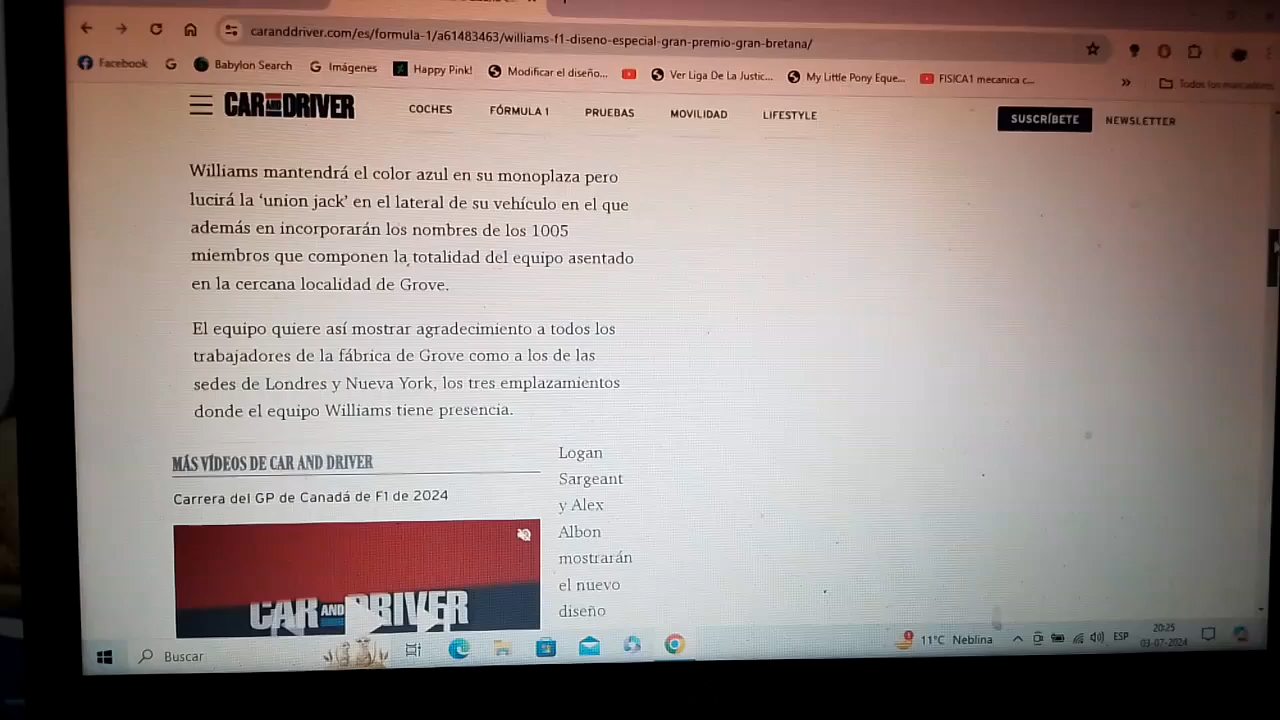 caranddriver.com/es/formula-1/a61483463/williams-f1-diseno-especial-gran-premio-gran-bretana/
Facebook
Babylon Search
Imágenes
Happy Pink!
Modificar el diseño...
Ver Liga De La Justic...
My Little Pony Eque...
FISICA1 mecanica c...
»
Todos los marcadores
CAR AND DRIVER
COCHES
FÓRMULA 1
PRUEBAS
MOVILIDAD
LIFESTYLE
SUSCRÍBETE
NEWSLETTER
Williams mantendrá el color azul en su monoplaza pero
lucirá la ‘union jack’ en el lateral de su vehículo en el que
además en incorporarán los nombres de los 1005
miembros que componen la totalidad del equipo asentado
en la cercana localidad de Grove.
El equipo quiere así mostrar agradecimiento a todos los
trabajadores de la fábrica de Grove como a los de las
sedes de Londres y Nueva York, los tres emplazamientos
donde el equipo Williams tiene presencia.
MÁS VÍDEOS DE CAR AND DRIVER
Carrera del GP de Canadá de F1 de 2024
CAR AND DRIVER
Logan
Sargeant
y Alex
Albon
mostrarán
el nuevo
diseño
Buscar
11°C Neblina
ESP
20:25
03-07-2024